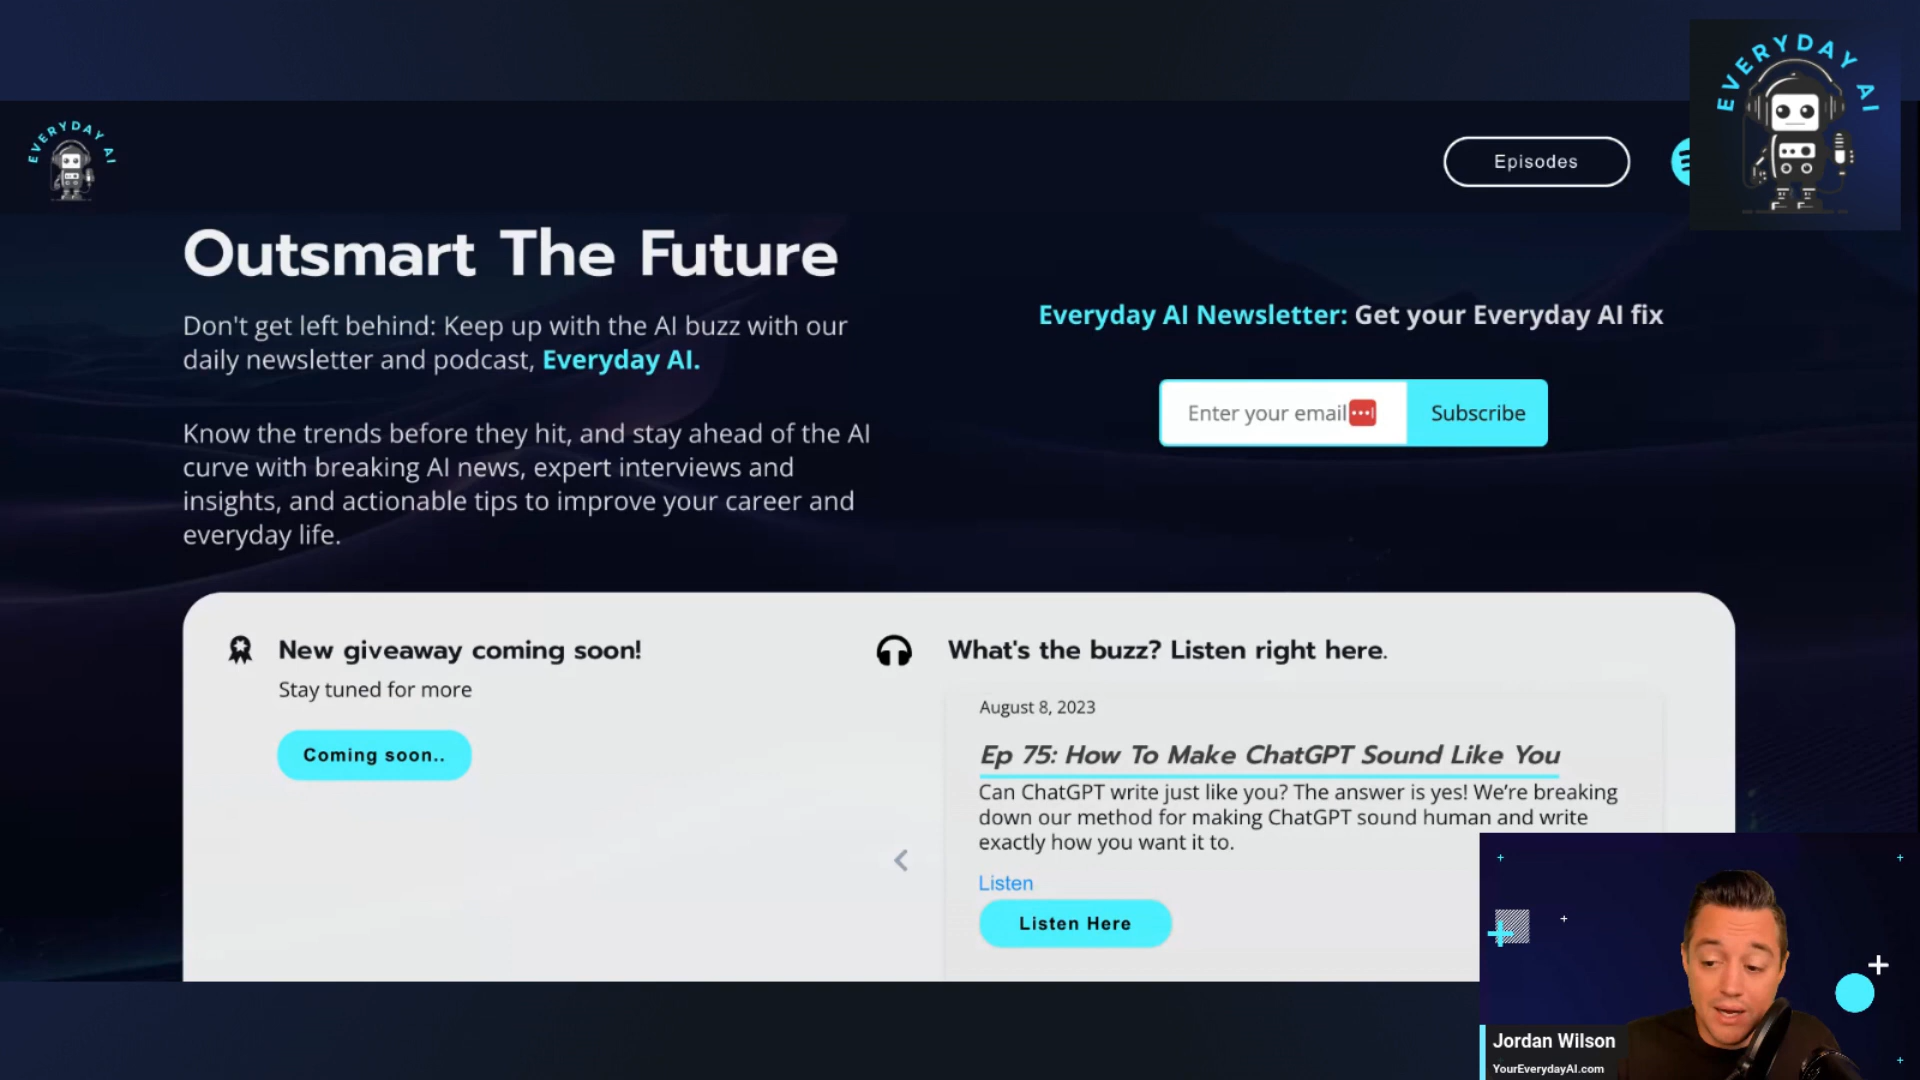 EVERYDAY AI
EVERYDAY AI
Episodes
Outsmart The Future
Don't get left behind: Keep up with the AI buzz with our
daily newsletter and podcast, Everyday AI.
Know the trends before they hit, and stay ahead of the AI
curve with breaking AI news, expert interviews and
insights, and actionable tips to improve your career and
everyday life.
Everyday AI Newsletter: Get your Everyday AI fix
Enter your email
Subscribe
New giveaway coming soon!
Stay tuned for more
Coming soon..
What's the buzz? Listen right here.
August 8, 2023
Ep 75: How To Make ChatGPT Sound Like You
Can ChatGPT write just like you? The answer is yes! We’re breaking
down our method for making ChatGPT sound human and write
exactly how you want it to.
Listen
Listen Here
Jordan Wilson
YourEverydayAI.com